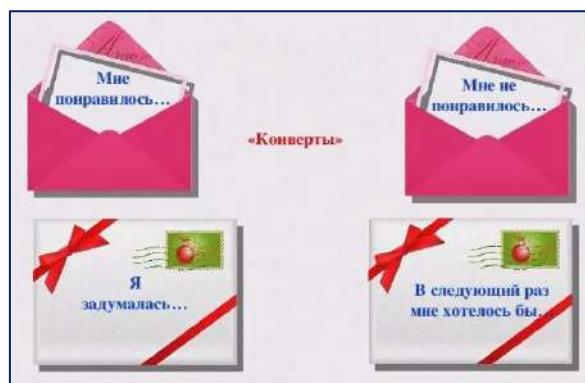 Мне
понравилось…
Мне не
понравилось…
«Конверты»
Я
задумалась…
В следующий раз
мне хотелось бы…